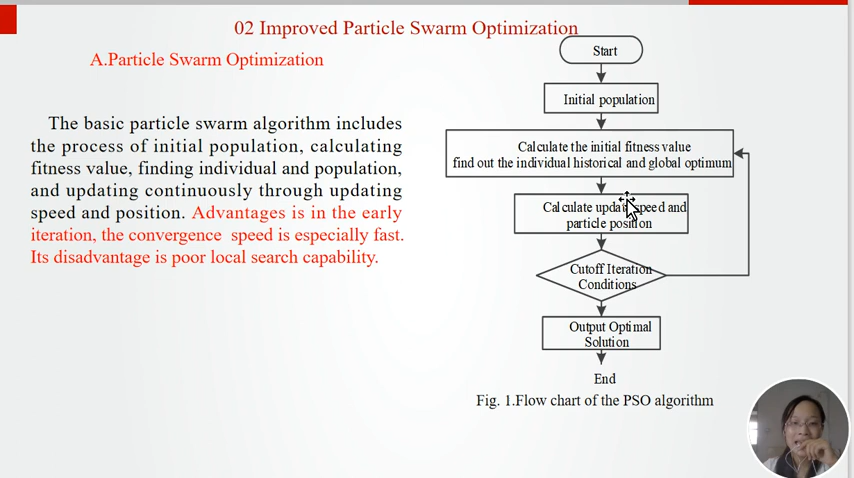 02 Improved Particle Swarm Optimization
A.Particle Swarm Optimization
The basic particle swarm algorithm includes
the process of initial population, calculating
fitness value, finding individual and population,
and updating continuously through updating
speed and position. Advantages is in the early
iteration, the convergence speed is especially fast.
Its disadvantage is poor local search capability.
Start
Initial population
Calculate the initial fitness value
find out the individual historical and global optimum
Calculate update speed and
particle position
Cutoff Iteration
Conditions
Output Optimal
Solution
End
Fig. 1.Flow chart of the PSO algorithm